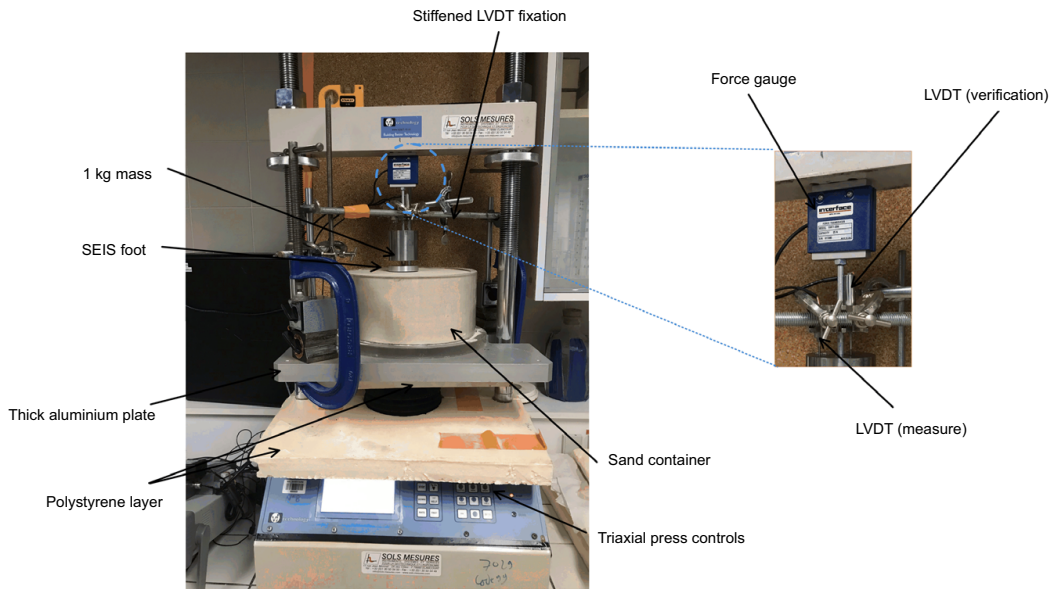 Stiffened LVDT fixation
Force gauge
LVDT (verification)
1 kg mass
SEIS foot
SOLS MESURES
interface
Thick aluminium plate
LVDT (measure)
Sand container
Polystyrene layer
Triaxial press controls
SOLS MESURES
7029